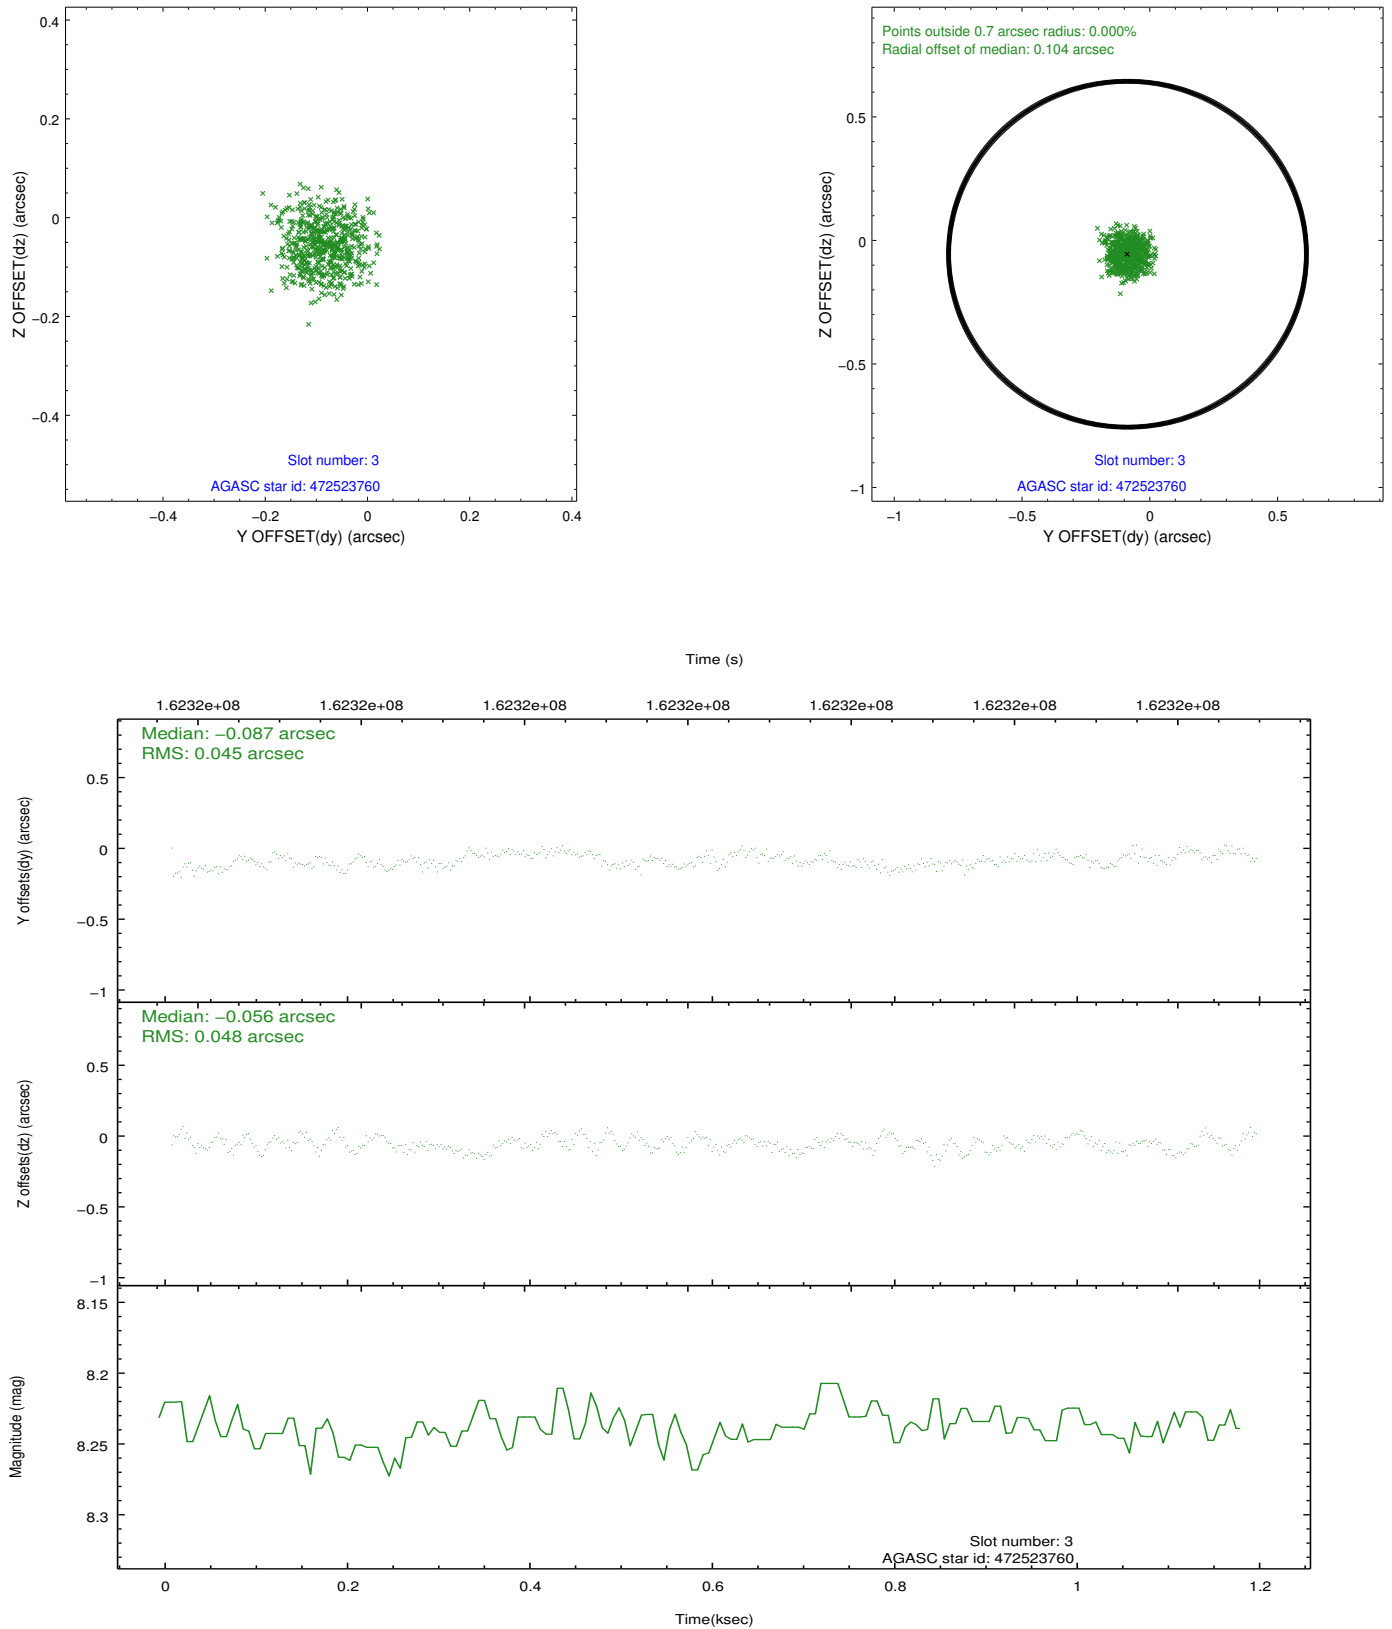 0.4
0.2
0
−0.2
−0.4
Z OFFSET(dz) (arcsec)
Slot number: 3
AGASC star id: 472523760
−0.4
−0.2
0
0.2
0.4
Y OFFSET(dy) (arcsec)
Points outside 0.7 arcsec radius: 0.000%
Radial offset of median: 0.104 arcsec
0.5
0
−0.5
−1
Z OFFSET(dz) (arcsec)
Slot number: 3
AGASC star id: 472523760
−1
−0.5
0
0.5
Y OFFSET(dy) (arcsec)
Time (s)
1.6232e+08
1.6232e+08
1.6232e+08
1.6232e+08
1.6232e+08
1.6232e+08
1.6232e+08
Median: −0.087 arcsec
RMS: 0.045 arcsec
0.5
0
−0.5
−1
Y offsets(dy) (arcsec)
Median: −0.056 arcsec
RMS: 0.048 arcsec
0.5
0
−0.5
−1
Z offsets(dz) (arcsec)
8.15
8.2
8.25
8.3
Magnitude (mag)
Slot number: 3
AGASC star id: 472523760
0
0.2
0.4
0.6
0.8
1
1.2
Time(ksec)